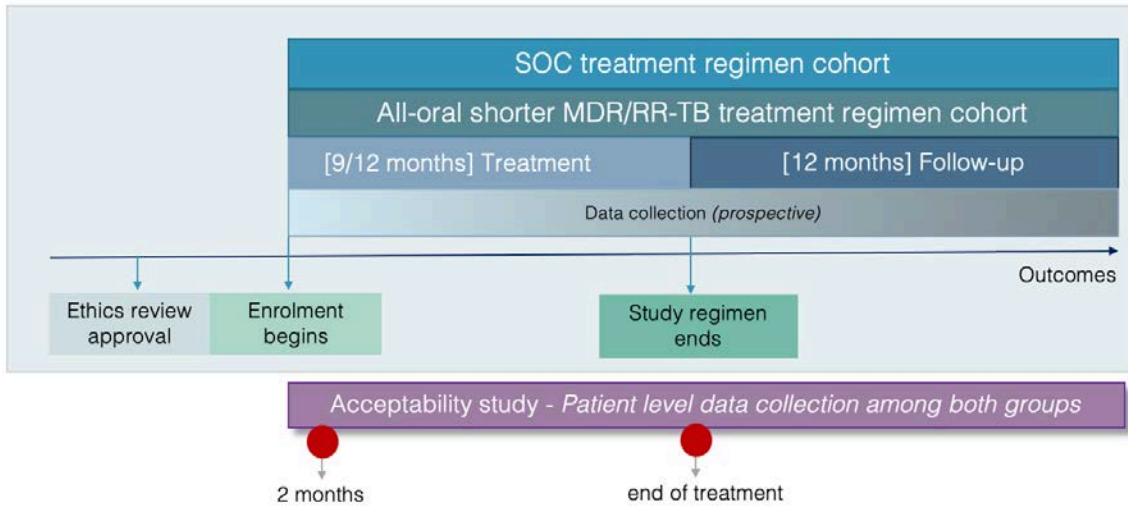 SOC treatment regimen cohort
All-oral shorter MDR/RR-TB treatment regimen cohort
[9/12 months] Treatment
[12 months] Follow-up
Data collection (prospective)
Outcomes
Ethics review
approval
Enrolment
begins
Study regimen
ends
Acceptability study - Patient level data collection among both groups
2 months
end of treatment